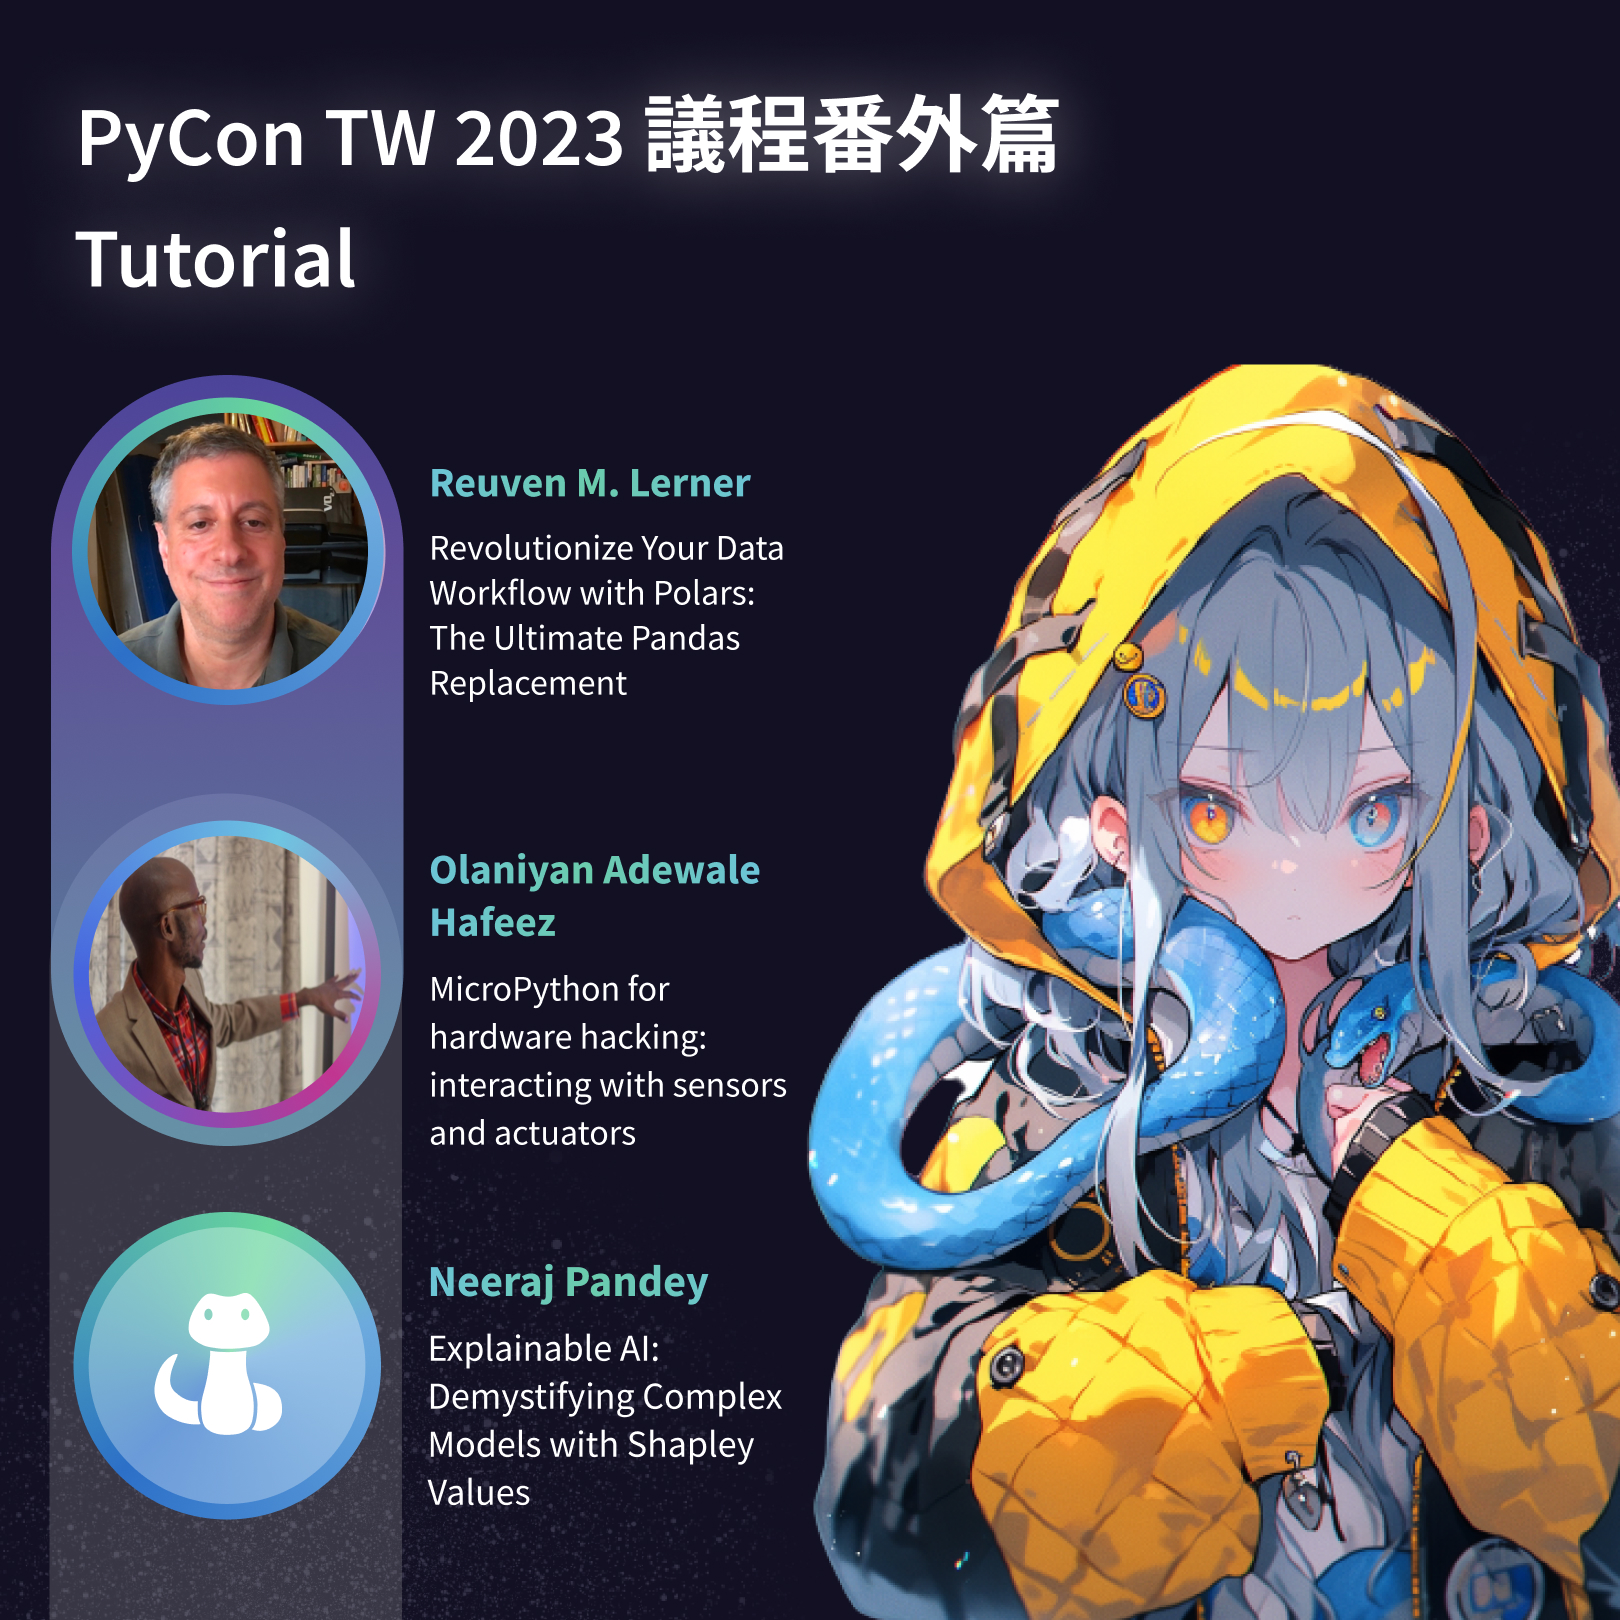 PyCon TW 2023 議程番外篇
Tutorial
Reuven M. Lerner
Revolutionize Your Data
Workflow with Polars:
The Ultimate Pandas
Replacement
Olaniyan Adewale
Hafeez
MicroPython for
hardware hacking:
interacting with sensors
and actuators
Neeraj Pandey
Explainable AI:
Demystifying Complex
Models with Shapley
Values